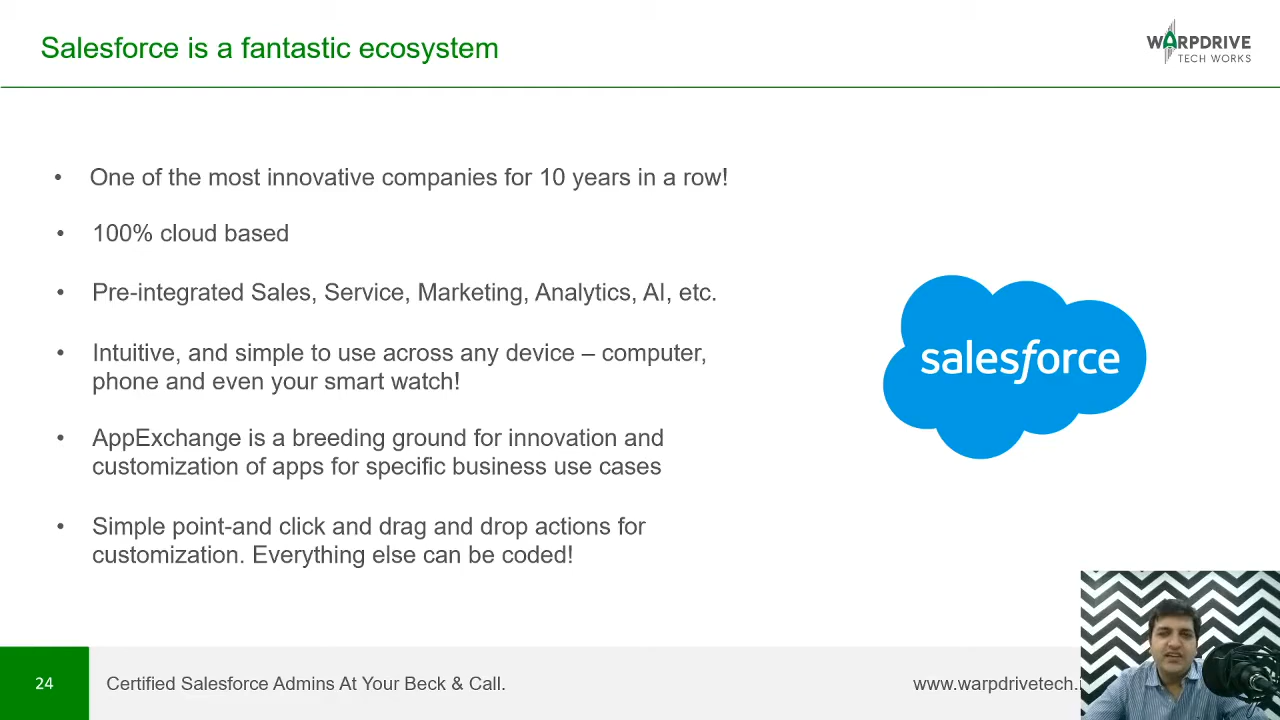 Salesforce is a fantastic ecosystem
WARPDRIVE
TECH WORKS
• One of the most innovative companies for 10 years in a row!
• 100% cloud based
• Pre-integrated Sales, Service, Marketing, Analytics, AI, etc.
• Intuitive, and simple to use across any device – computer,
phone and even your smart watch!
• AppExchange is a breeding ground for innovation and
customization of apps for specific business use cases
• Simple point-and click and drag and drop actions for
customization. Everything else can be coded!
salesforce
24
Certified Salesforce Admins At Your Beck & Call.
www.warpdrivetech.